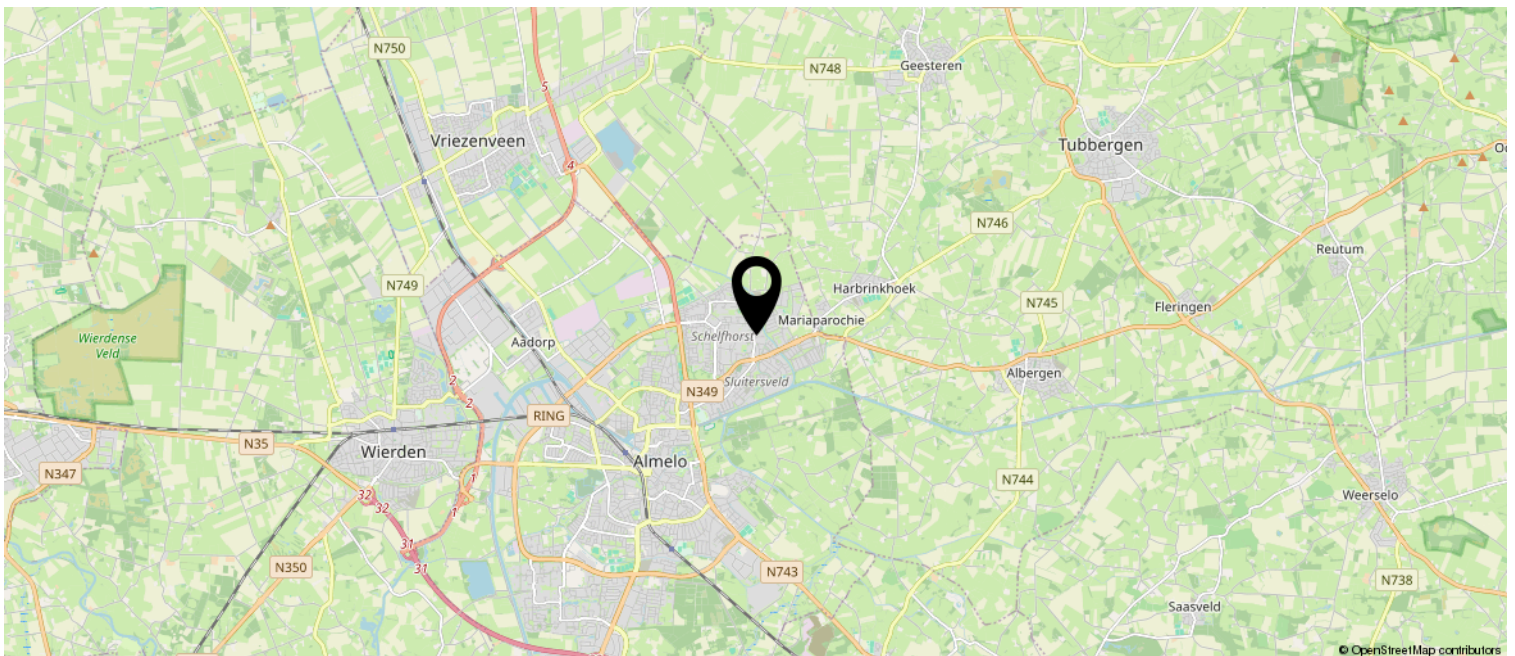 N750
N748
Geesteren
5
Vriezenveen
Tubbergen
4
N746
Reutum
N749
Harbrinkhoek
N745
Fleringen
Mariaparochie
Schelfhorst
Wierdense
Veld
Aadorp
Albergen
2
2
Sluitersveld
N349
RING
N35
Wierden
Almelo
N347
1
N744
32
32
1
Weerselo
31
31
N350
N743
N738
Saasveld
© OpenStreetMap contributors